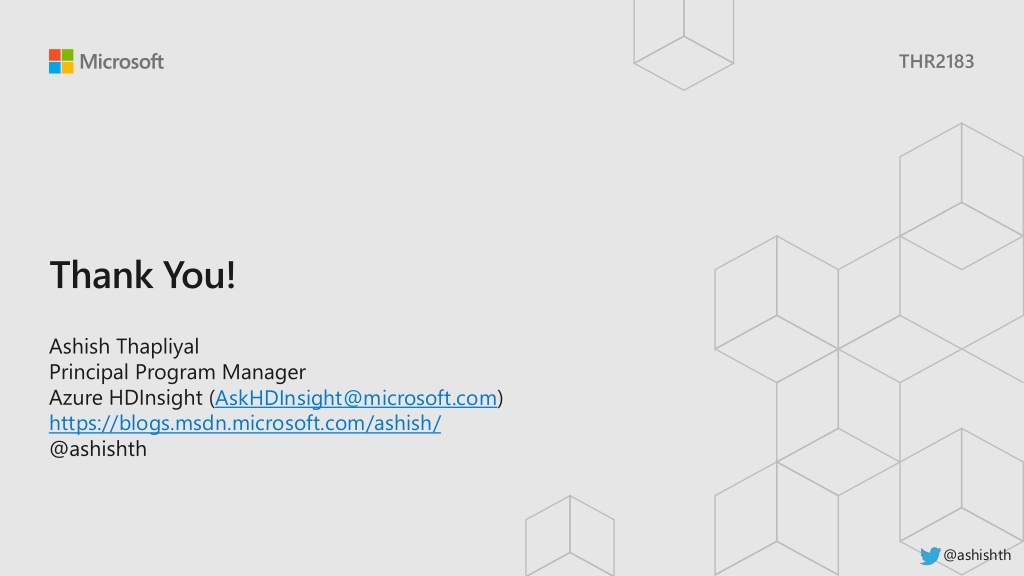 Microsoft
THR2183
Thank You!
Ashish Thapliyal
Principal Program Manager
Azure HDInsight (AskHDInsight@microsoft.com)
https://blogs.msdn.microsoft.com/ashish/
@ashishth
@ashishth